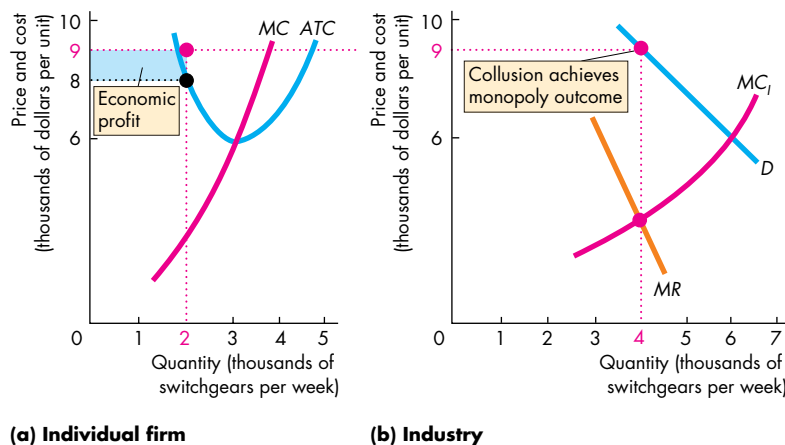 Price and cost
(thousands of dollars per unit)
10
9
8
6
0
1
2
3
4
5
MC
ATC
Economic
profit
Quantity (thousands of
switchgears per week)
(a) Individual firm
Price and cost
(thousands of dollars per unit)
10
9
6
0
1
2
3
4
5
6
7
Collusion achieves
monopoly outcome
MCI
D
MR
Quantity (thousands of
switchgears per week)
(b) Industry